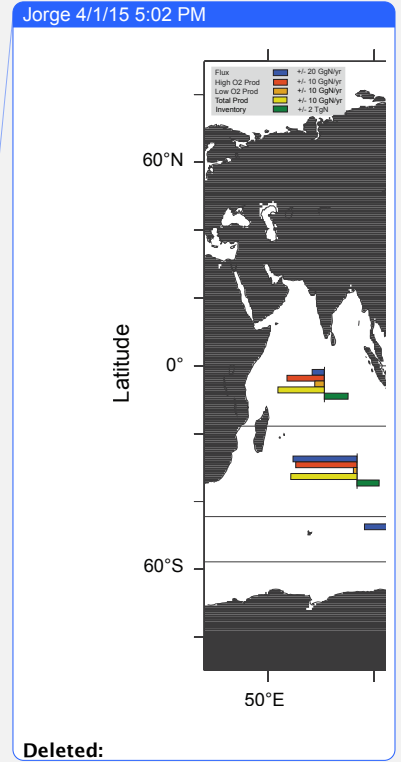 Jorge 4/1/15 5:02 PM
Flux +/- 20 GgN/yr
High O2 Prod +/- 10 GgN/yr
Low O2 Prod +/- 10 GgN/yr
Total Prod +/- 10 GgN/yr
Inventory +/- 2 TgN
60°N
Latitude
0°
60°S
50°E
Deleted: